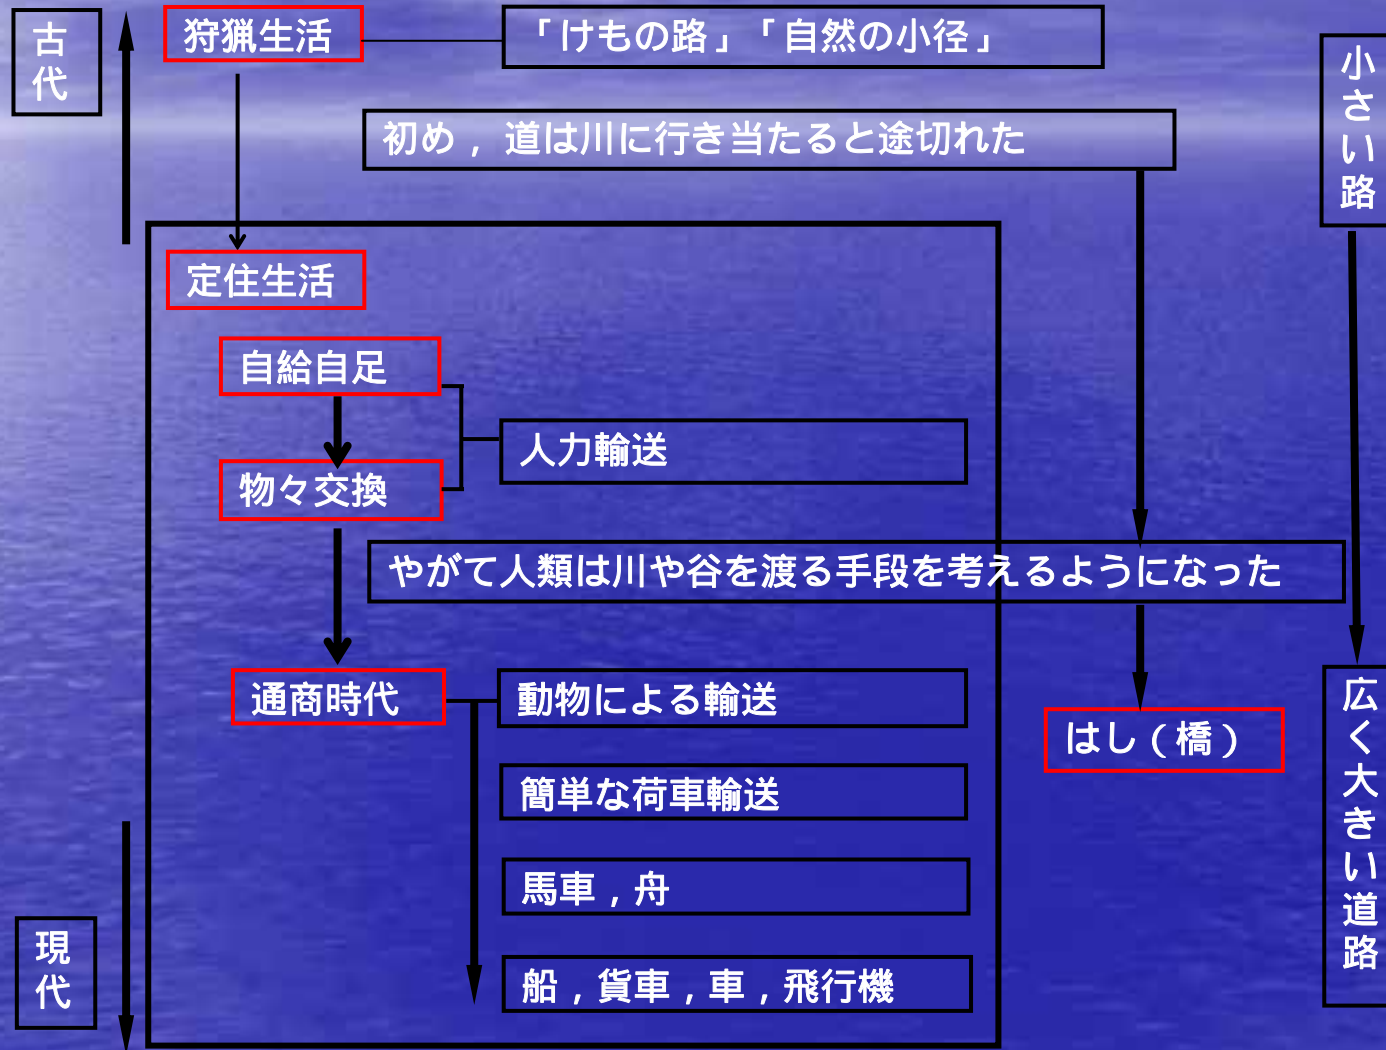 古代
狩猟生活
「けもの路」「自然の小径」
小さい路
初め，道は川に行き当たると途切れた
定住生活
自給自足
人力輸送
物々交換
やがて人類は川や谷を渡る手段を考えるようになった
通商時代
動物による輸送
はし（橋）
広く大きい道路
簡単な荷車輸送
馬車，舟
現代
船，貨車，車，飛行機